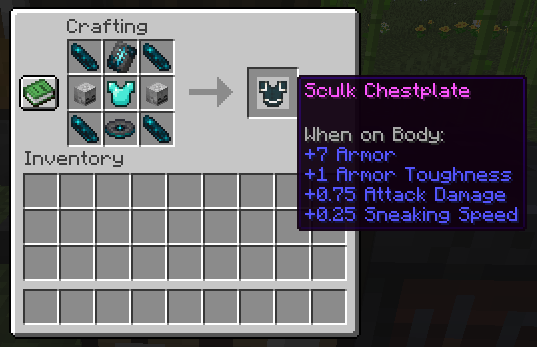 Crafting
Sculk Chestplate
When on Body:
+7 Armor
+1 Armor Toughness
+0.75 Attack Damage
+0.25 Sneaking Speed
Inventory